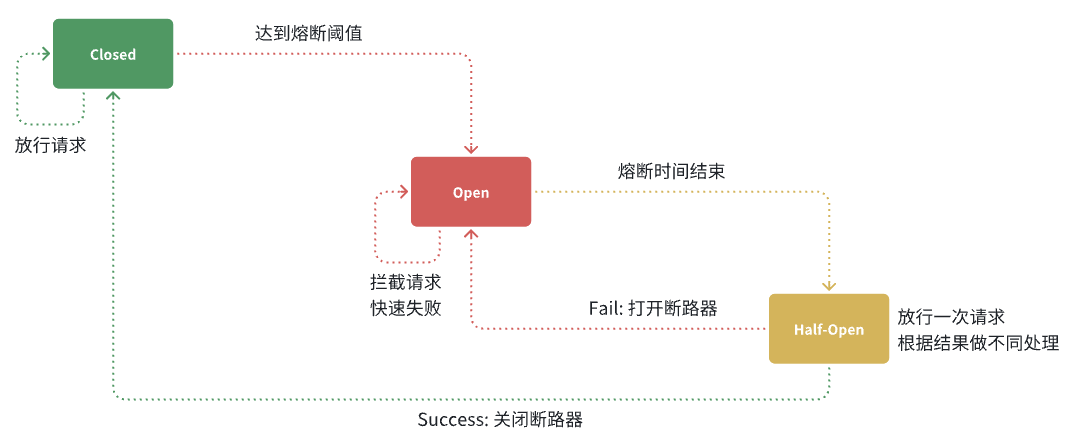 达到熔断阈值
Closed
放行请求
熔断时间结束
Open
拦截请求
快速失败
Fail: 打开断路器
Half-Open
放行一次请求
根据结果做不同处理
Success: 关闭断路器